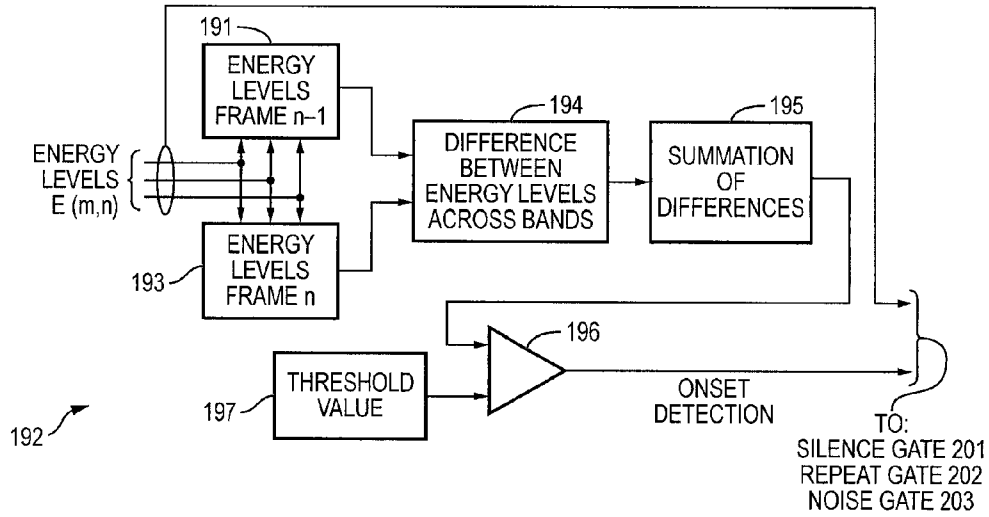 191
ENERGY
LEVELS
FRAME n–1
ENERGY
LEVELS
E (m,n)
193
ENERGY
LEVELS
FRAME n
194
DIFFERENCE
BETWEEN
ENERGY LEVELS
ACROSS BANDS
195
SUMMATION
OF
DIFFERENCES
196
197
THRESHOLD
VALUE
ONSET
DETECTION
192
TO:
SILENCE GATE 201
REPEAT GATE 202
NOISE GATE 203